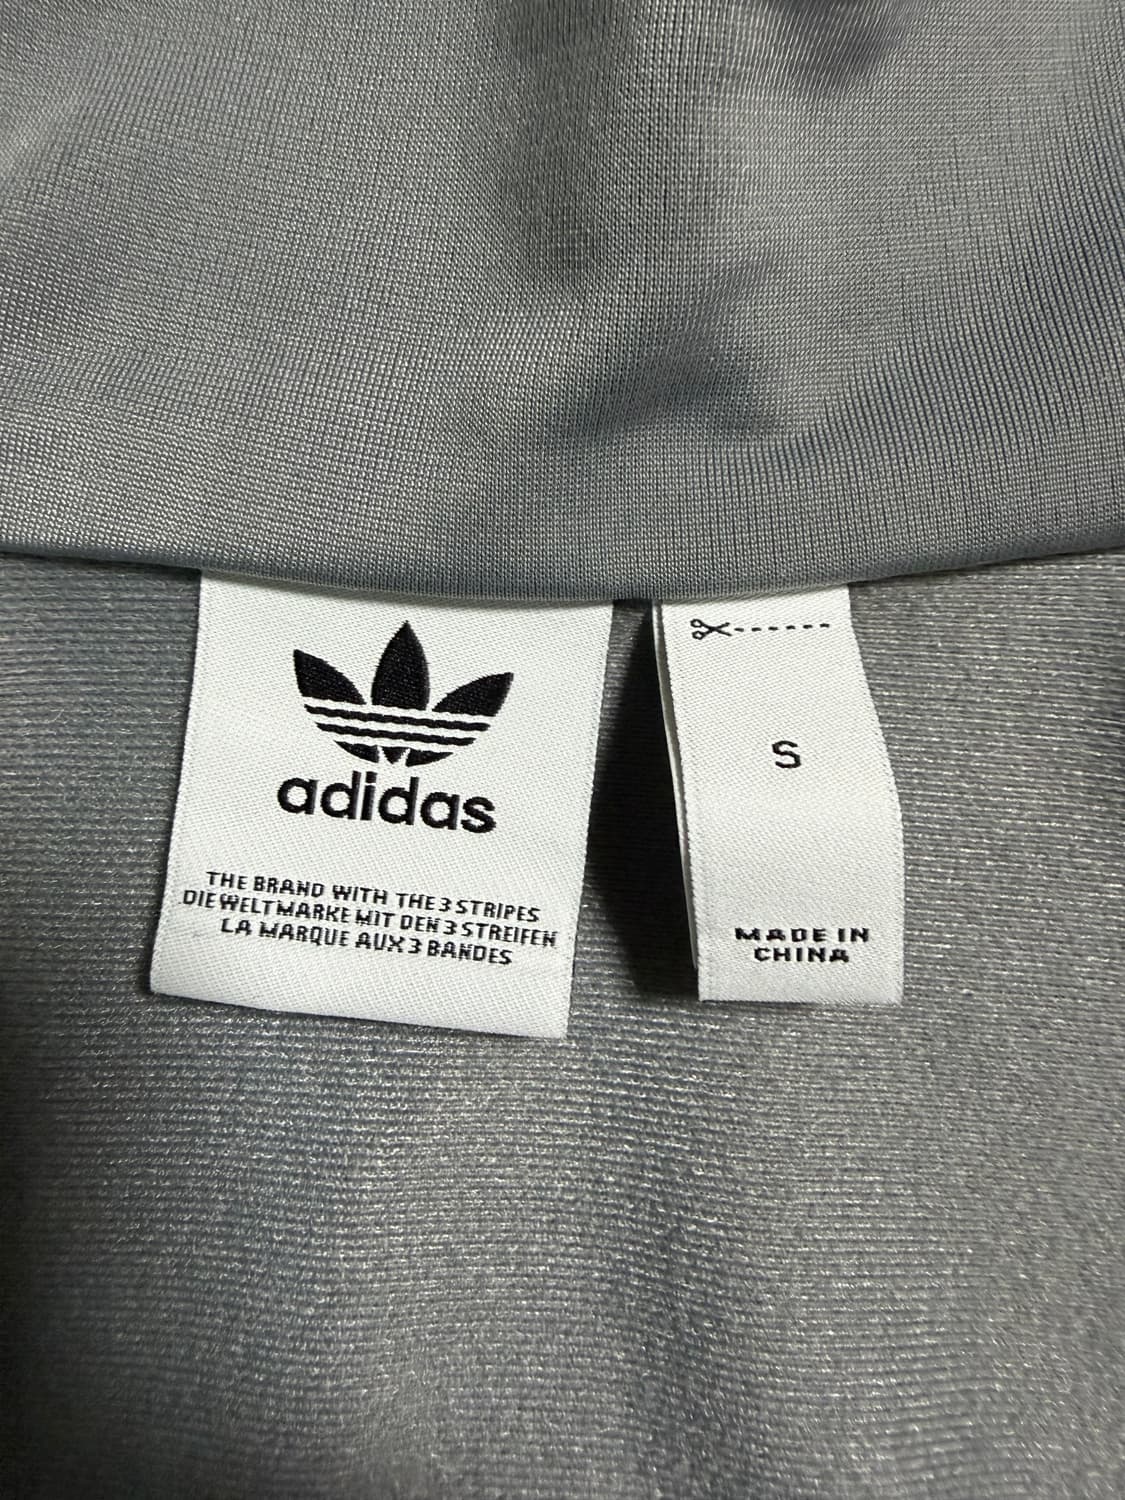 adidas
THE BRAND WITH THE 3 STRIPES
DIE WELTMARKE MIT DEN 3 STREIFEN
LA MARQUE AUX 3 BANDES
S
MADE IN
CHINA